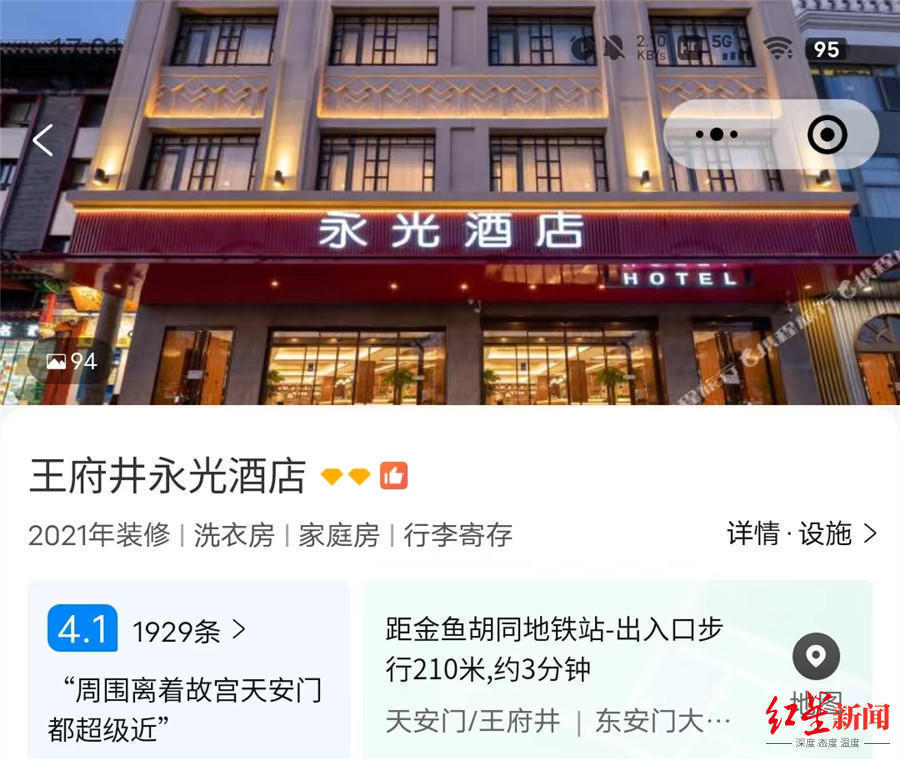 2.10
KB/s
HD
5G
95
永光酒店
HOTEL
携程旅行
携程旅行
94
王府井永光酒店
2021年装修 | 洗衣房 | 家庭房 | 行李寄存
详情·设施 >
4.1 1929条 >
“周围离着故宫天安门
都超级近”
距金鱼胡同地铁站-出入口步
行210米,约3分钟
天安门/王府井 | 东安门大…
地图
红星新闻
深度 态度 温度